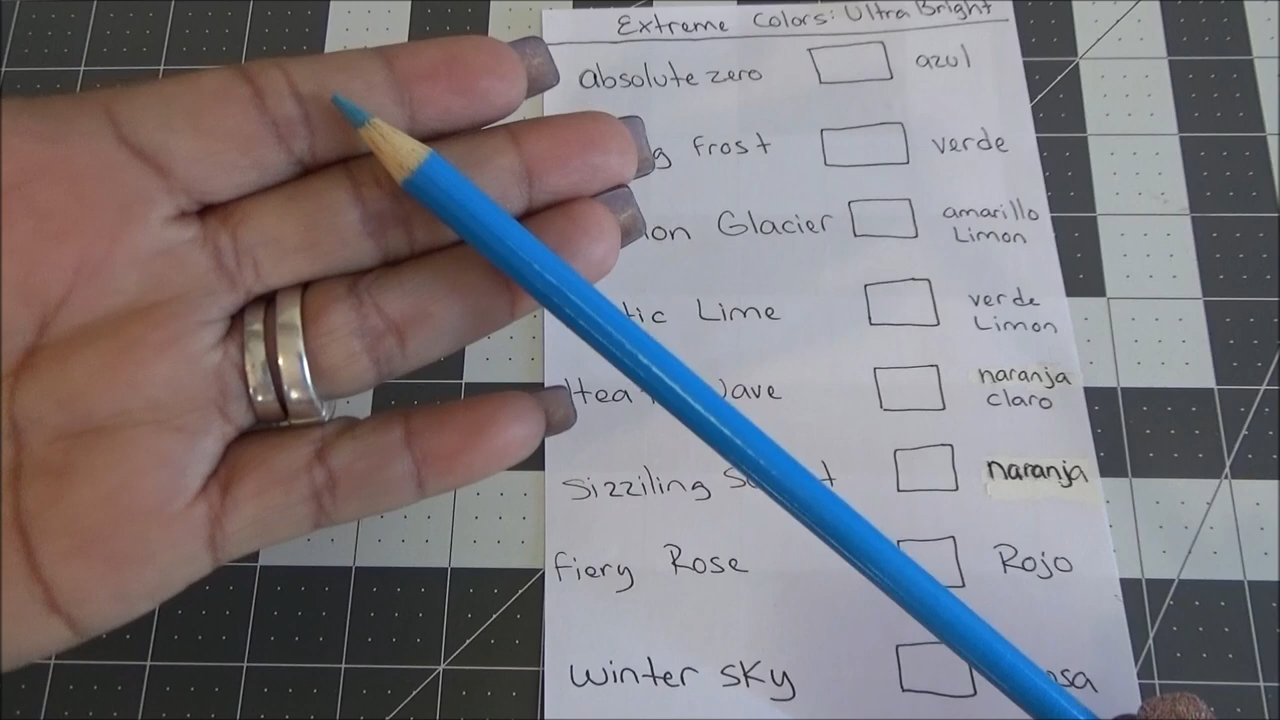 Extreme Colors: Ultra Bright
absolute zero azul
frost verde
Glacier amarillo
Limon
Lime verde
Limon
naranja
claro
Sizziling naranja
fiery Rose Rojo
winter sky